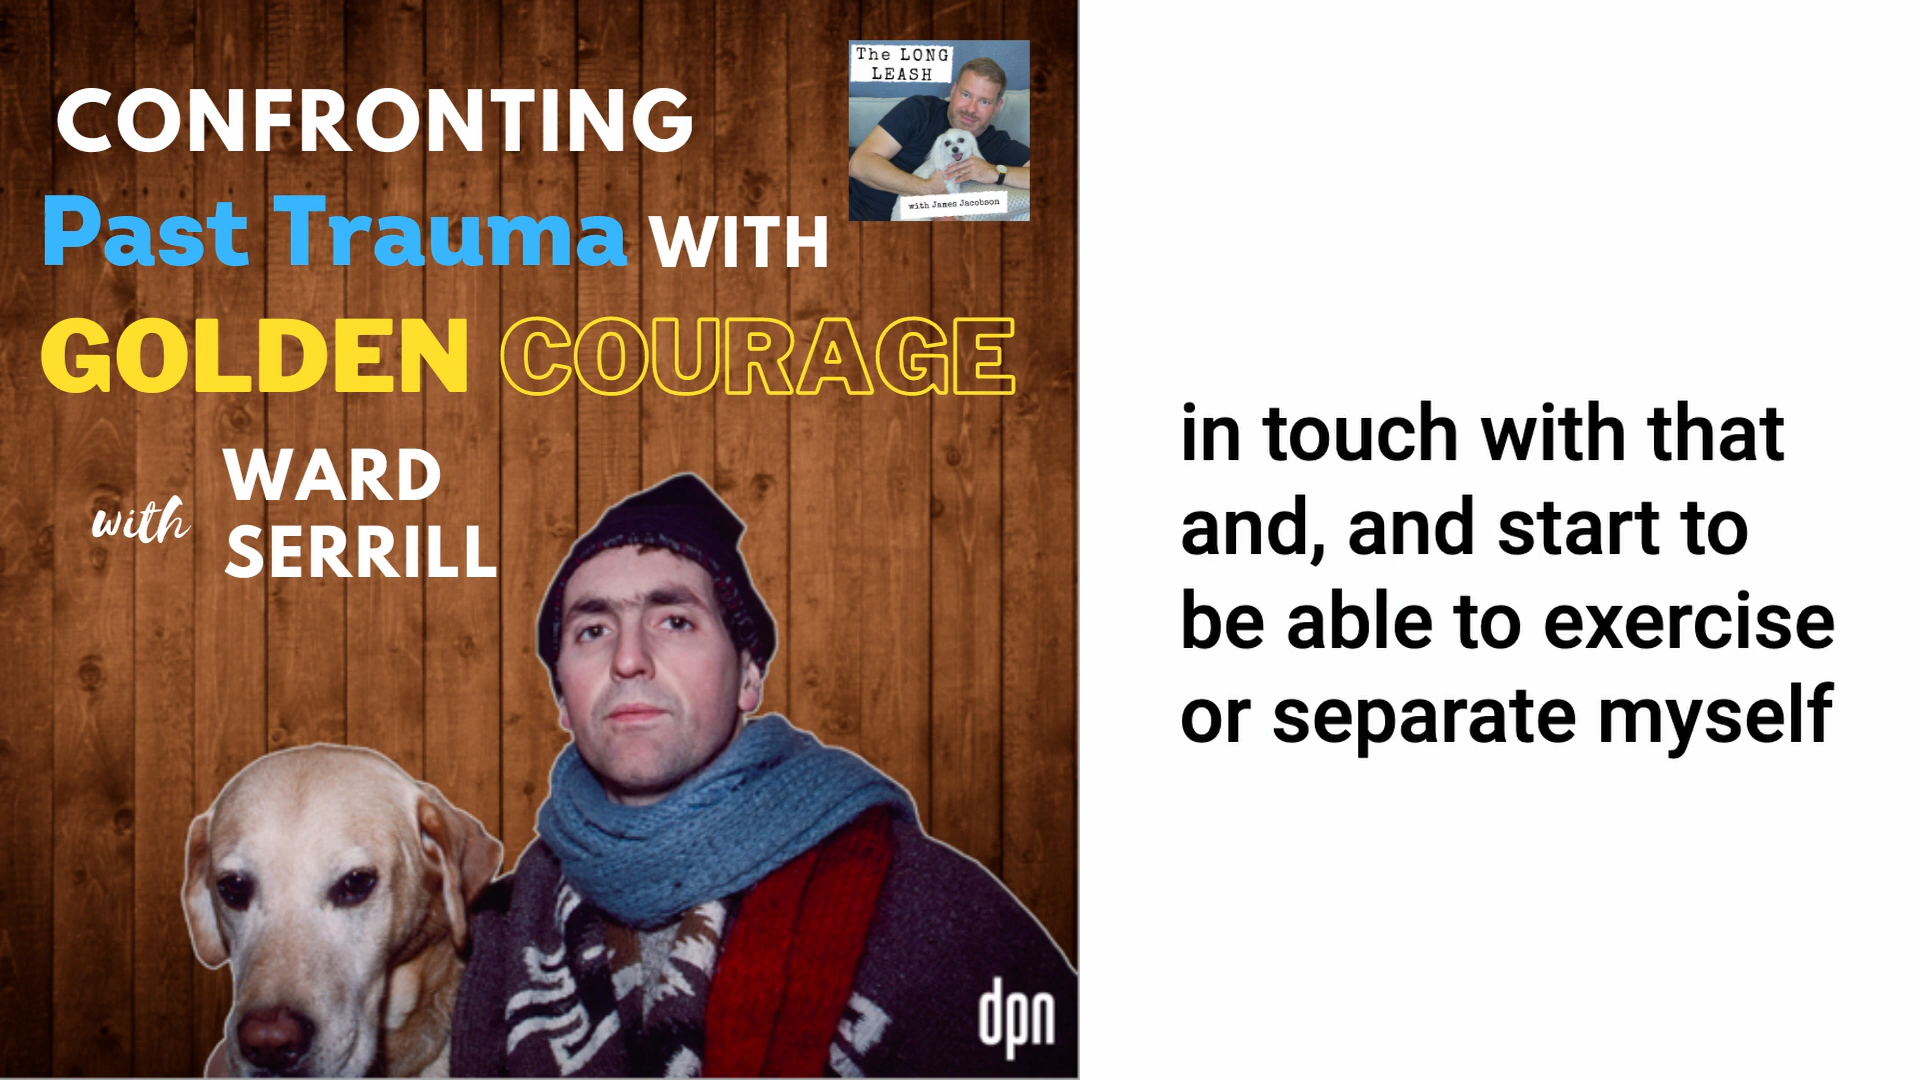 The LONG
LEASH
with James Jacobson
CONFRONTING
Past Trauma WITH
GOLDEN COURAGE
with
WARD
SERRILL
dpn
in touch with that
and, and start to
be able to exercise
or separate myself